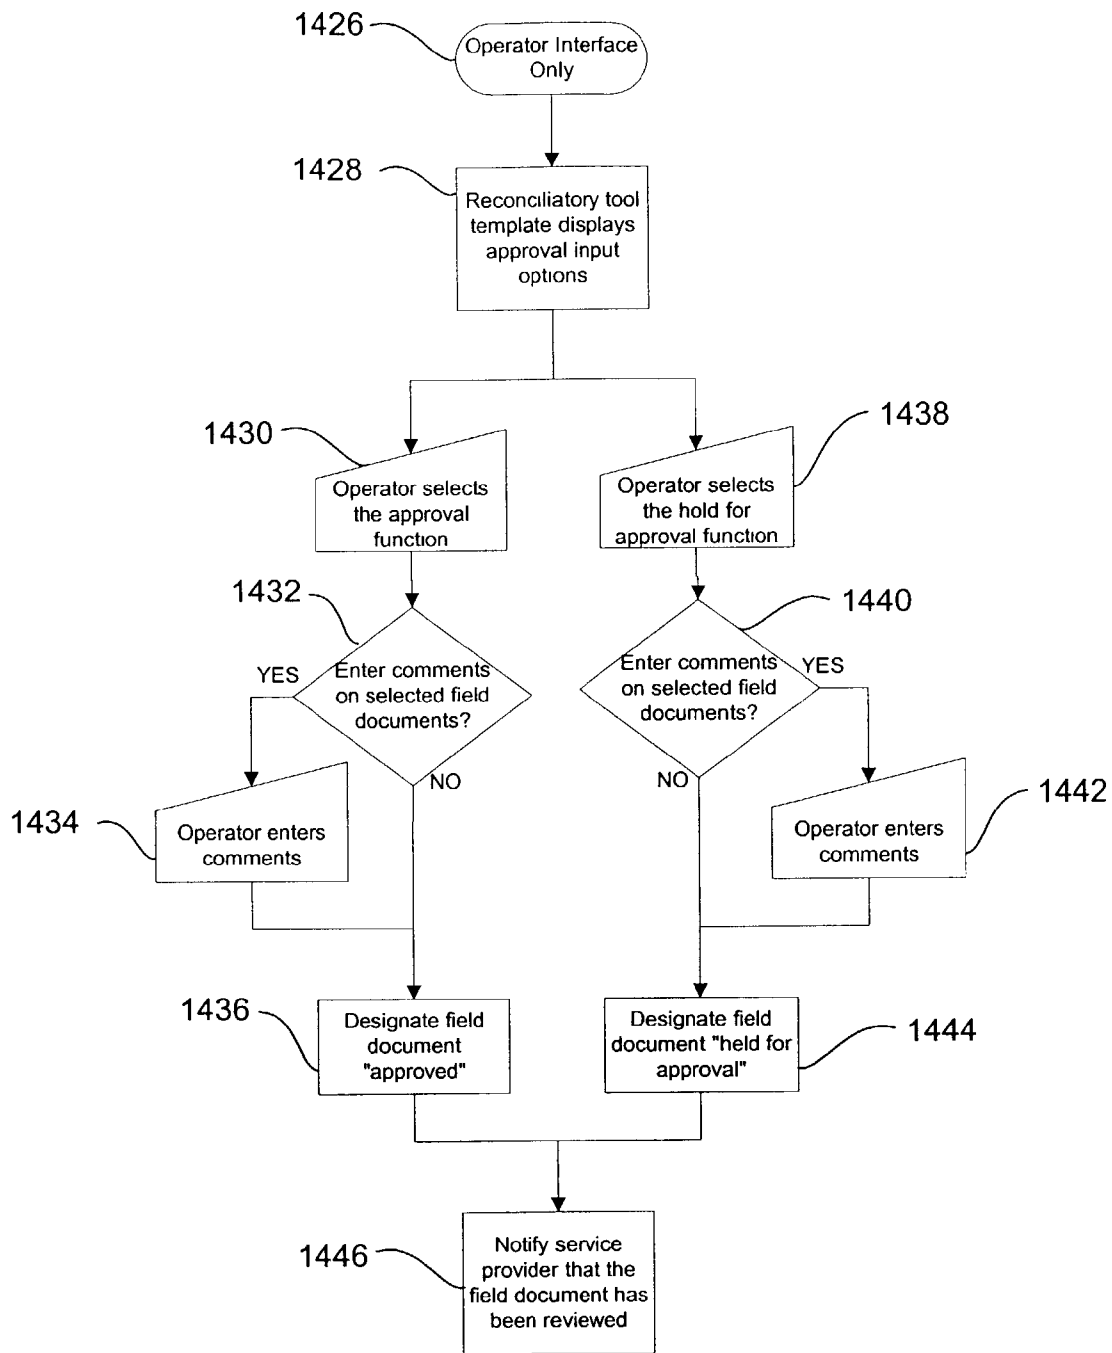 1426
Operator Interface
Only
1428
Reconciliatory tool
template displays
approval input
options
1430
Operator selects
the approval
function
1438
Operator selects
the hold for
approval function
1432
YES
Enter comments
on selected field
documents?
NO
1440
Enter comments
on selected field
documents?
YES
NO
1434
Operator enters
comments
1442
Operator enters
comments
1436
Designate field
document
"approved"
1444
Designate field
document "held for
approval"
1446
Notify service
provider that the
field document has
been reviewed